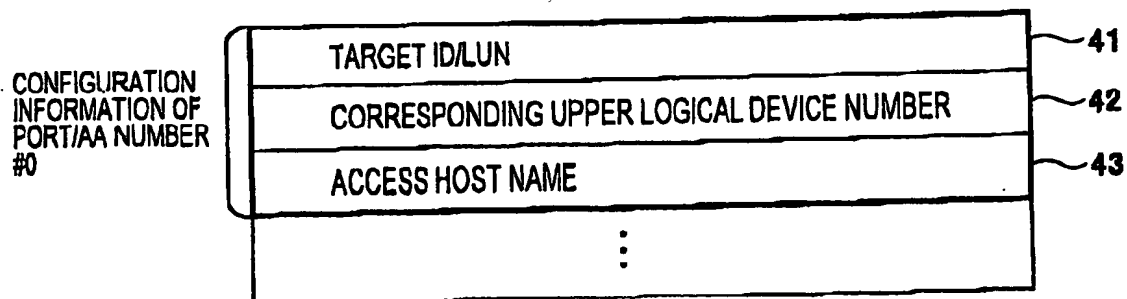 TARGET ID/LUN
41
CONFIGURATION
INFORMATION OF
PORT/AA NUMBER
#0
CORRESPONDING UPPER LOGICAL DEVICE NUMBER
42
ACCESS HOST NAME
43